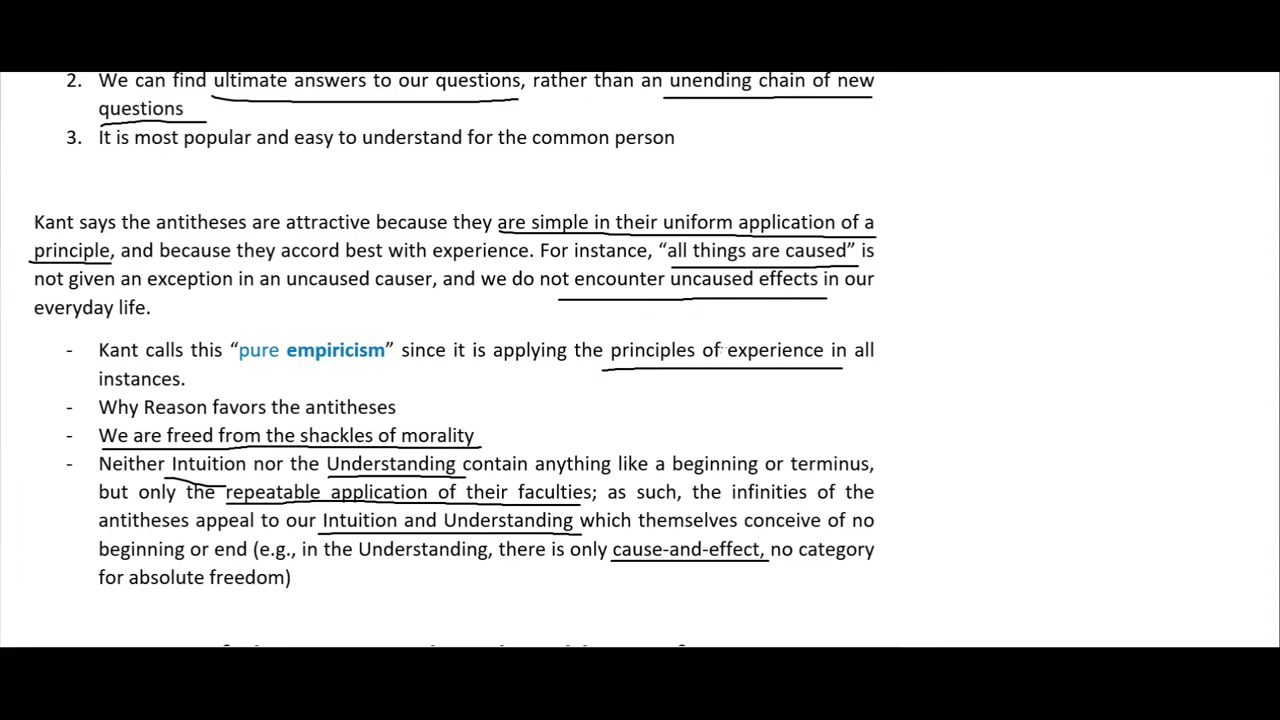 2. We can find ultimate answers to our questions, rather than an unending chain of new
questions
3. It is most popular and easy to understand for the common person
Kant says the antitheses are attractive because they are simple in their uniform application of a
principle, and because they accord best with experience. For instance, “all things are caused” is
not given an exception in an uncaused causer, and we do not encounter uncaused effects in our
everyday life.
- Kant calls this “pure empiricism” since it is applying the principles of experience in all
instances.
- Why Reason favors the antitheses
- We are freed from the shackles of morality
- Neither Intuition nor the Understanding contain anything like a beginning or terminus,
but only the repeatable application of their faculties; as such, the infinities of the
antitheses appeal to our Intuition and Understanding which themselves conceive of no
beginning or end (e.g., in the Understanding, there is only cause-and-effect, no category
for absolute freedom)